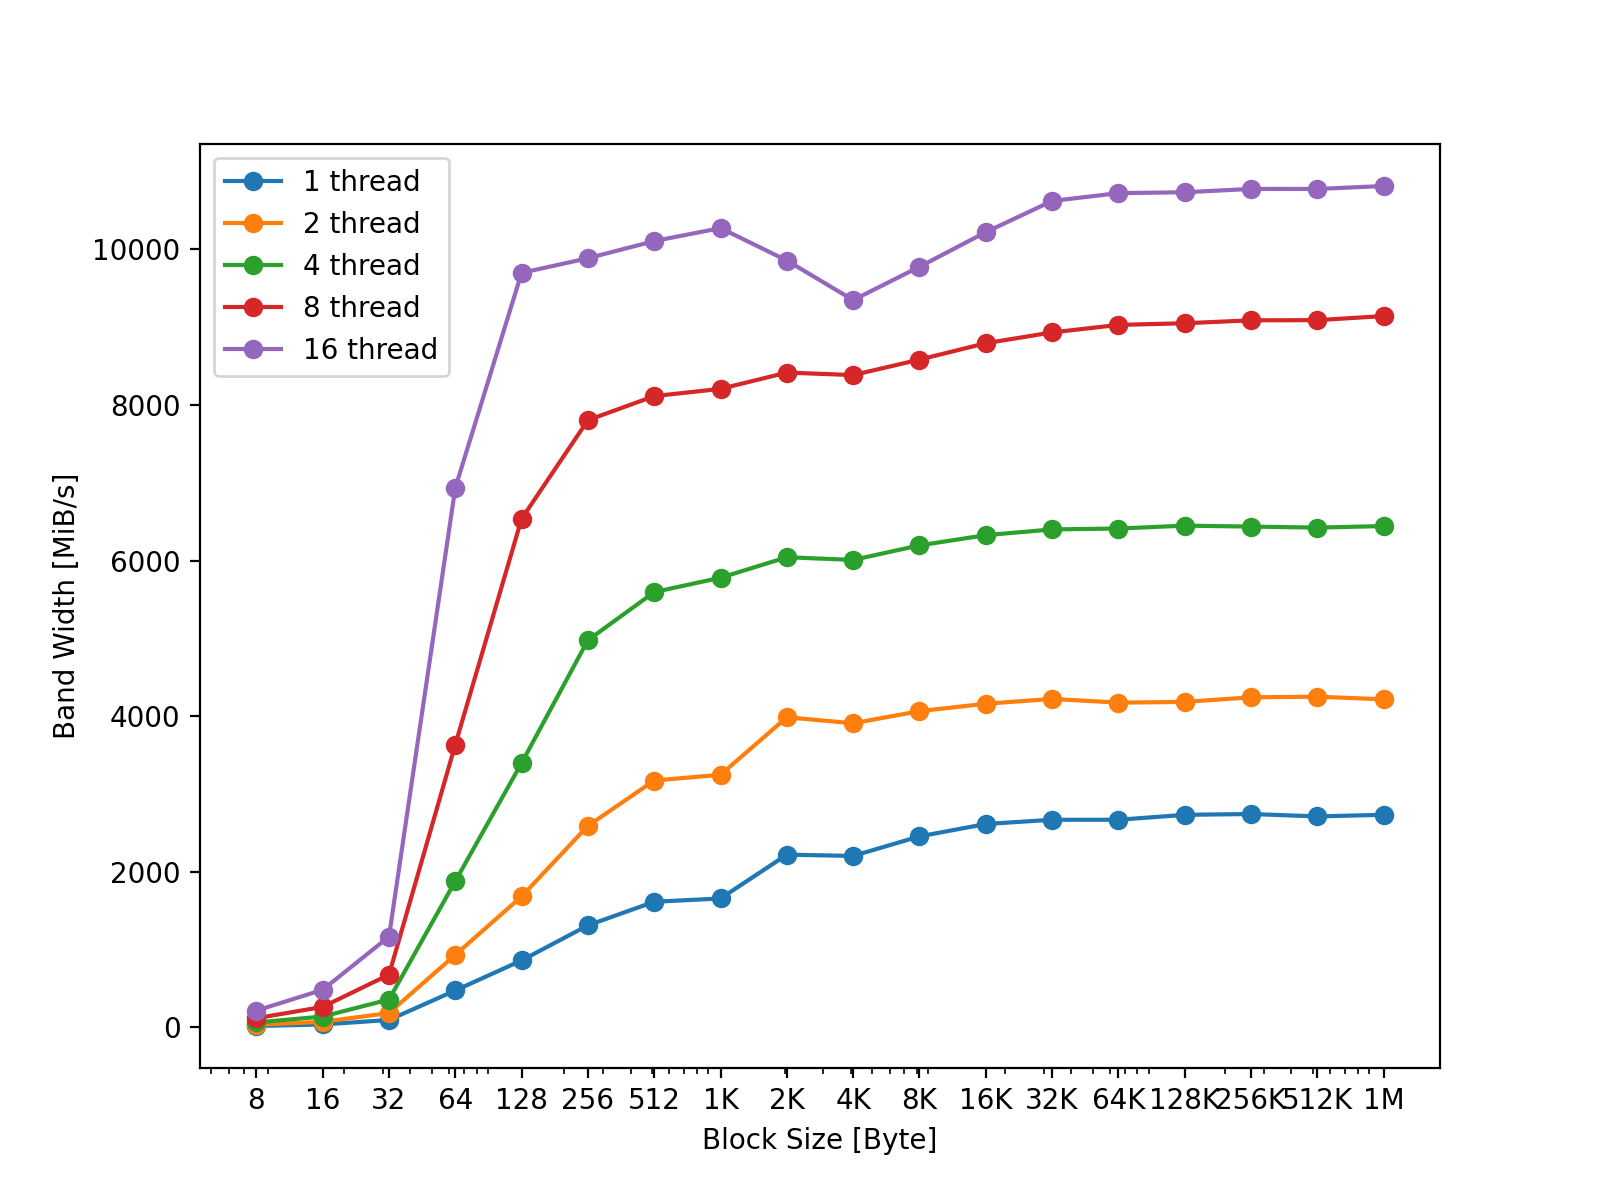 1 thread
2 thread
4 thread
8 thread
16 thread
10000
8000
6000
4000
2000
0
Band Width [MiB/s]
8 16 32 64 128 256 512 1K 2K 4K 8K 16K 32K 64K 128K 256K 512K 1M
Block Size [Byte]